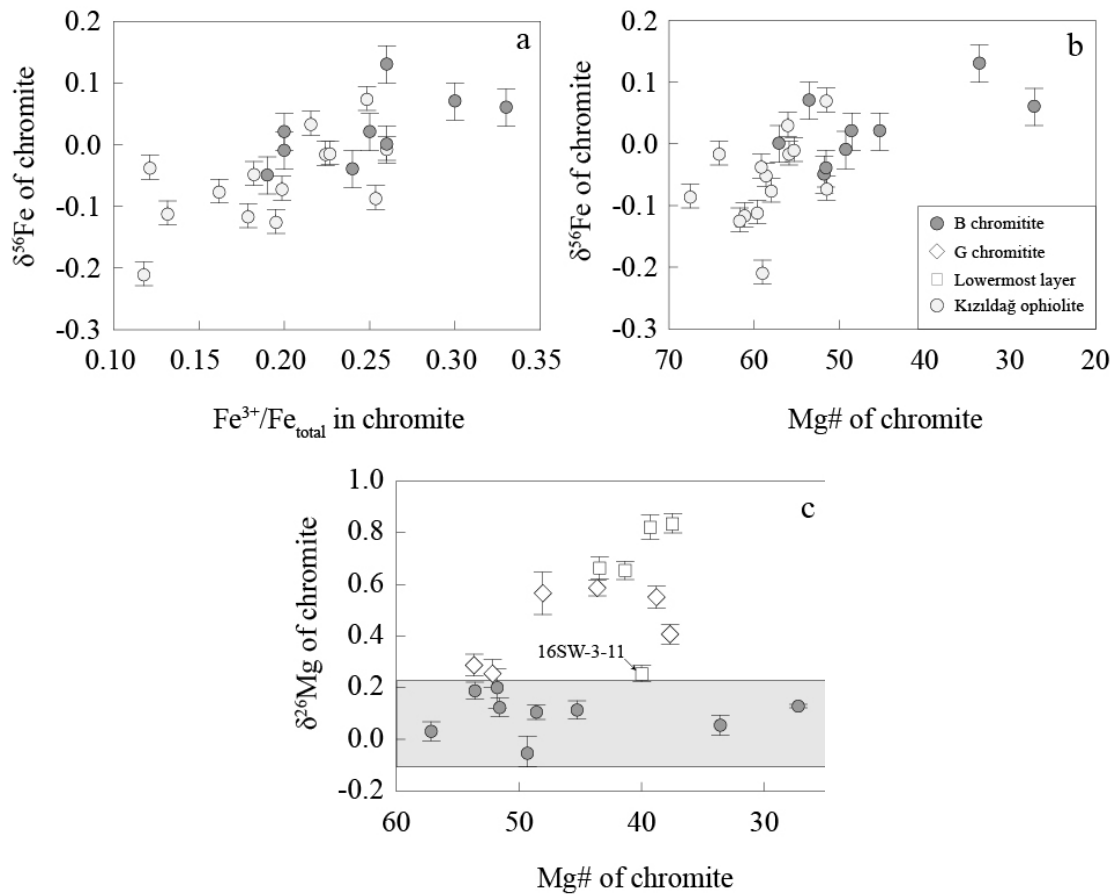 a
δ⁵⁶Fe of chromite
0.2
0.1
0.0
-0.1
-0.2
-0.3
0.10 0.15 0.20 0.25 0.30 0.35
Fe³⁺/Fe_total in chromite
b
δ⁵⁶Fe of chromite
0.2
0.1
0.0
-0.1
-0.2
-0.3
70 60 50 40 30 20
Mg# of chromite
B chromitite
G chromitite
Lowermost layer
Kızıldağ ophiolite
c
δ²⁶Mg of chromite
1.0
0.8
0.6
0.4
0.2
0.0
-0.2
16SW-3-11
60 50 40 30
Mg# of chromite